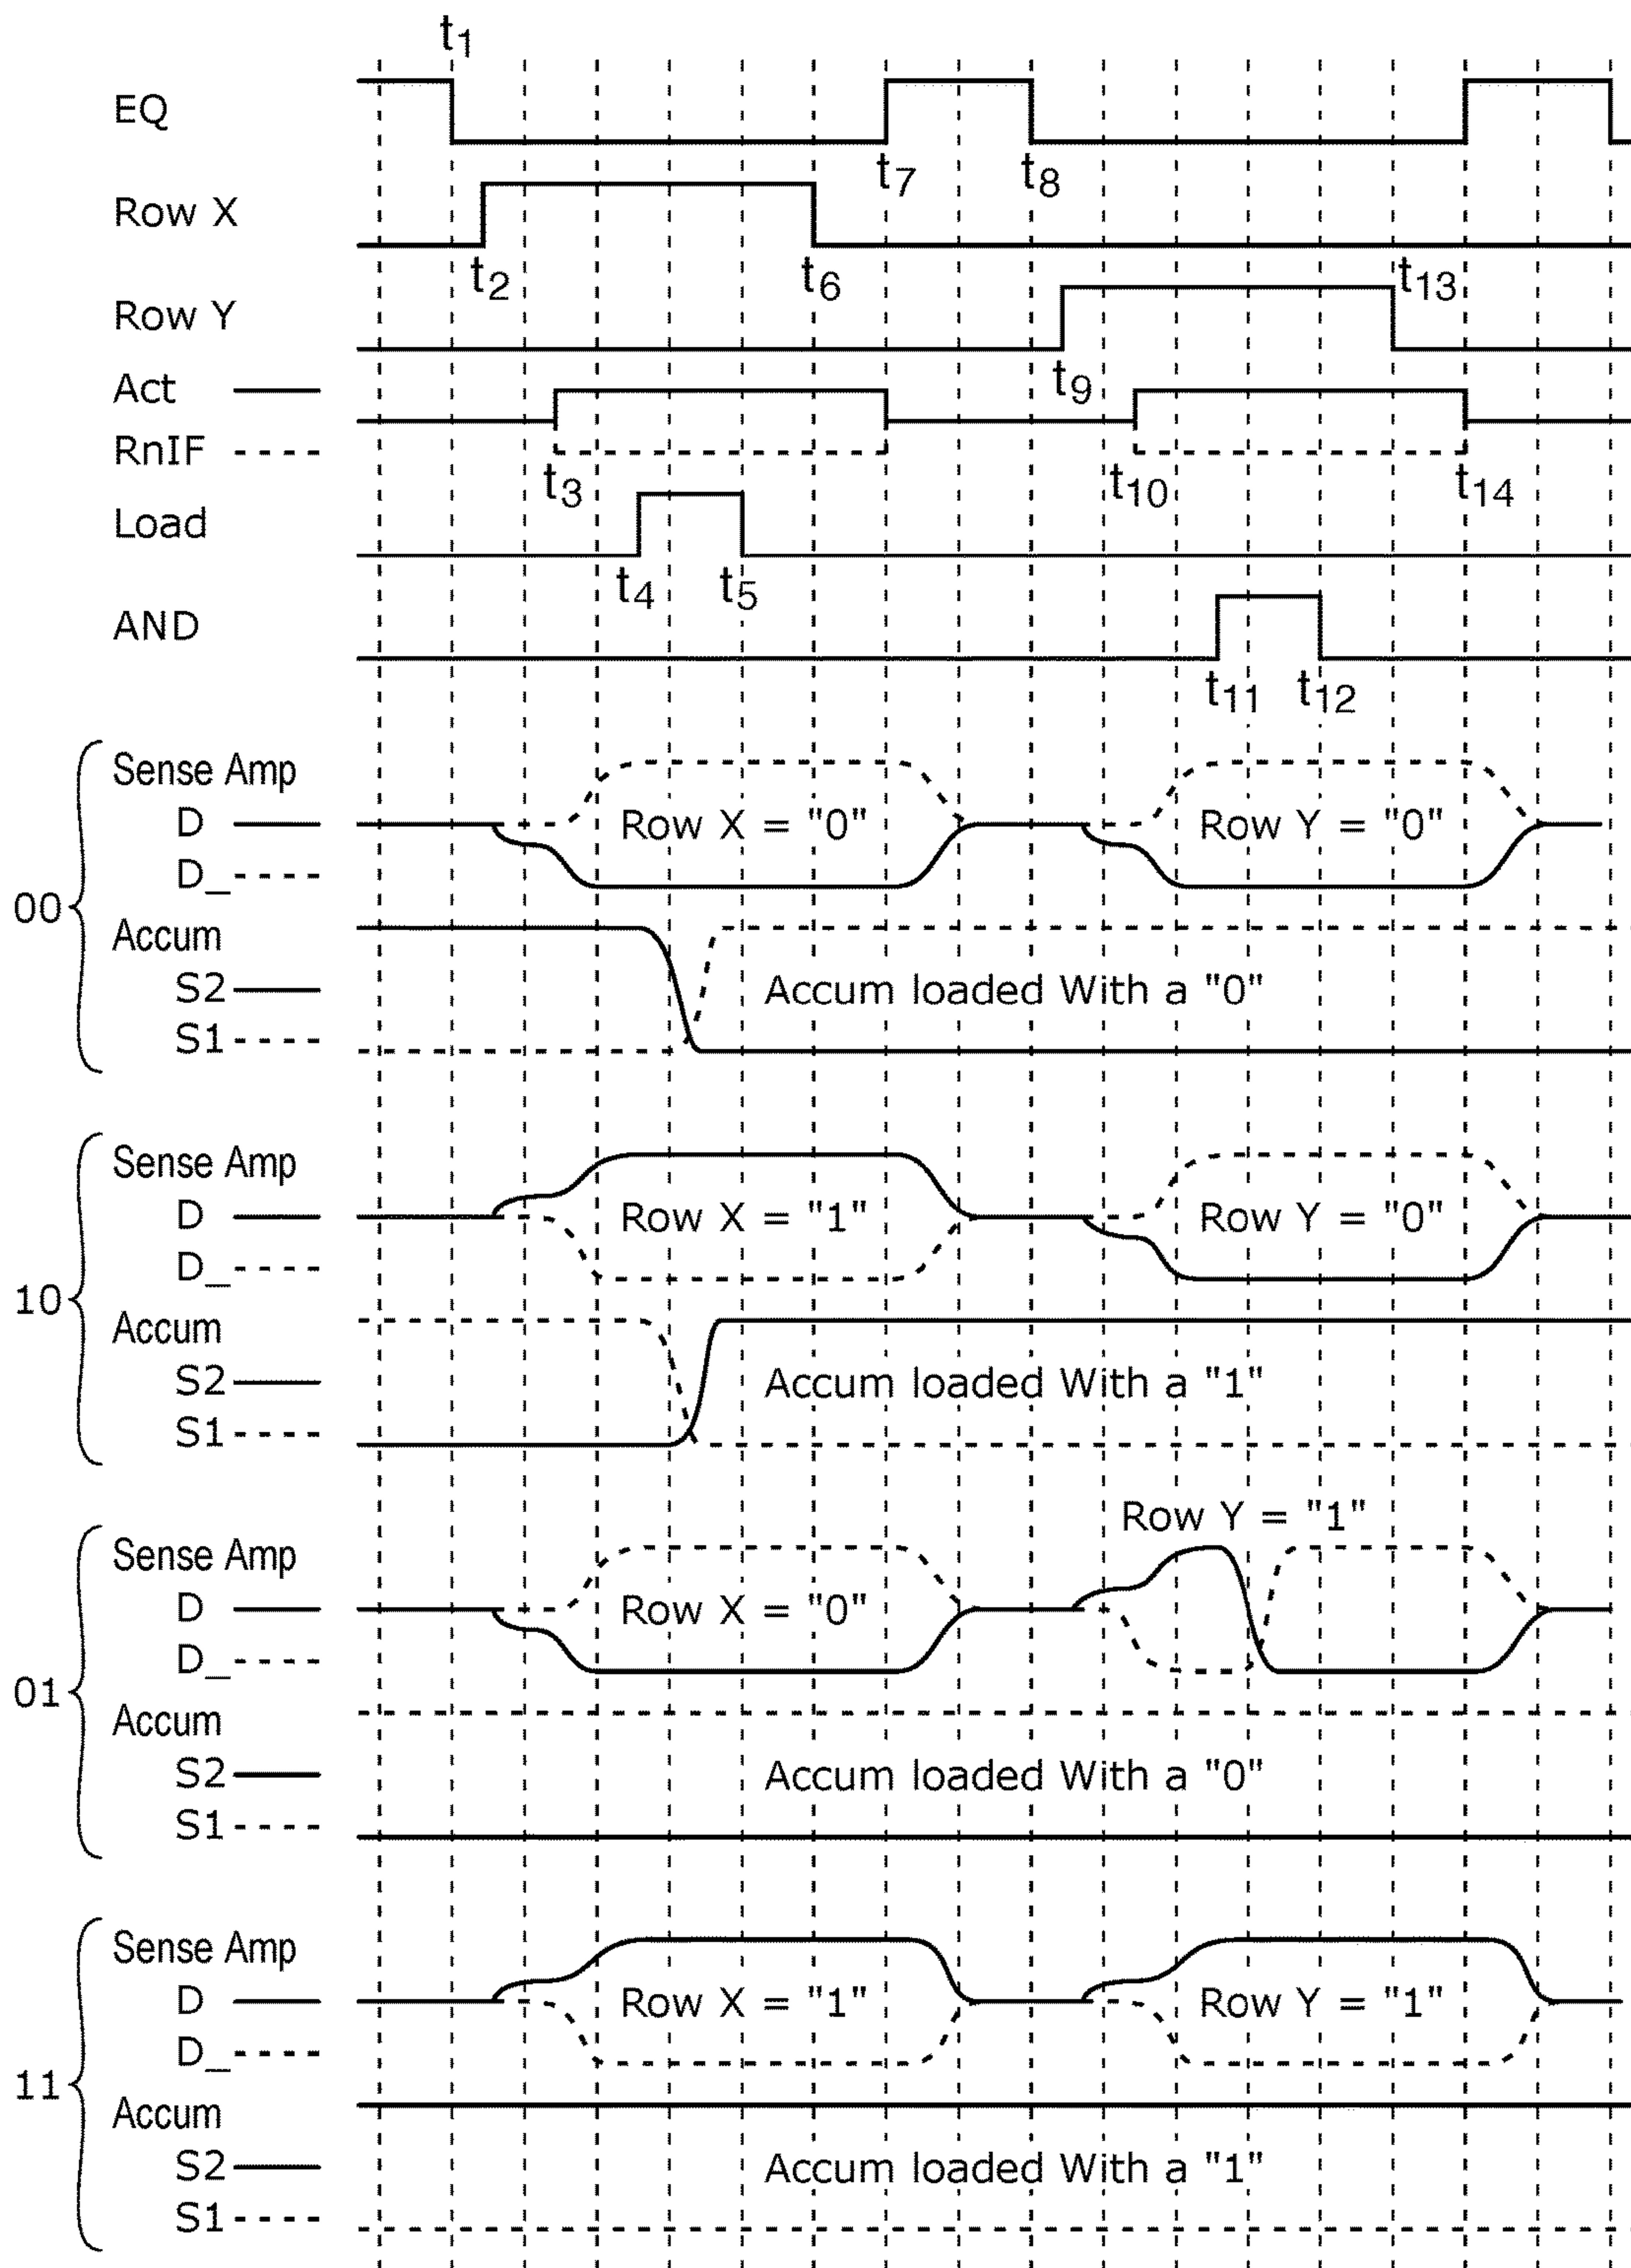 t1
EQ
t7 t8
Row X
t2 t6 t13
Row Y
t9
Act
RnIF
t3 t10 t14
Load
t4 t5
AND
t11 t12
Sense Amp
D Row X = "0" Row Y = "0"
D_
00
Accum
S2 Accum loaded With a "0"
S1
Sense Amp
D Row X = "1" Row Y = "0"
D_
10
Accum
S2 Accum loaded With a "1"
S1
Row Y = "1"
Sense Amp
D Row X = "0"
D_
01
Accum
S2 Accum loaded With a "0"
S1
Sense Amp
D Row X = "1" Row Y = "1"
D_
11
Accum
S2 Accum loaded With a "1"
S1